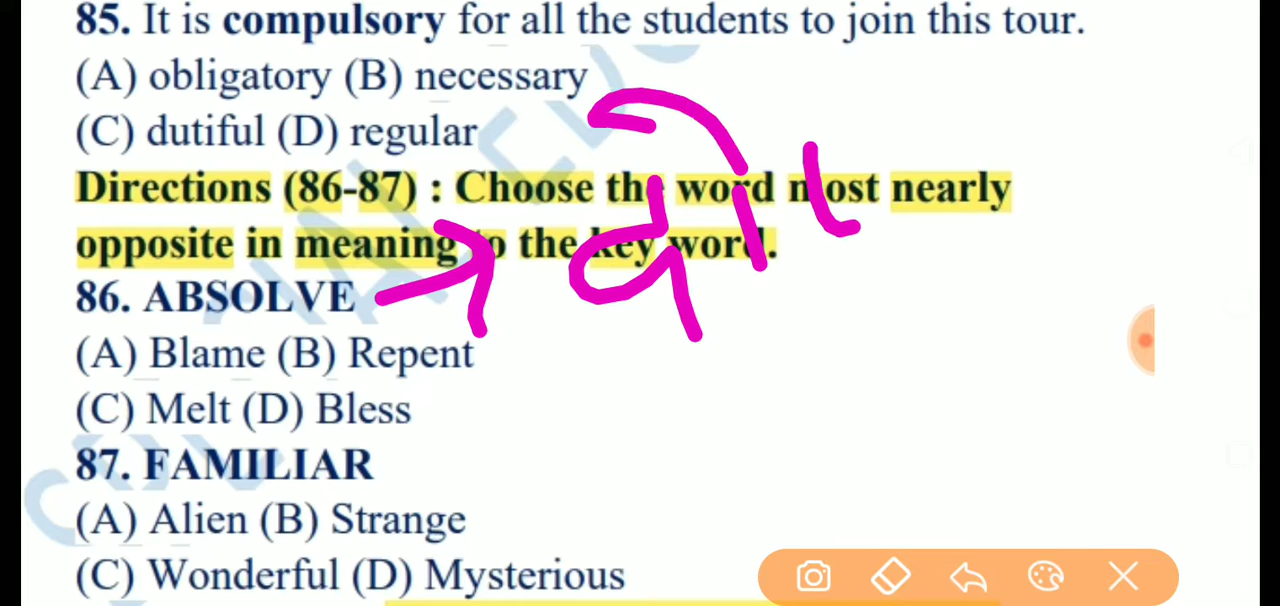 85. It is compulsory for all the students to join this tour.
(A) obligatory (B) necessary
(C) dutiful (D) regular
Directions (86-87) : Choose the word most nearly
opposite in meaning to the key word.
86. ABSOLVE
(A) Blame (B) Repent
(C) Melt (D) Bless
87. FAMILIAR
(A) Alien (B) Strange
(C) Wonderful (D) Mysterious